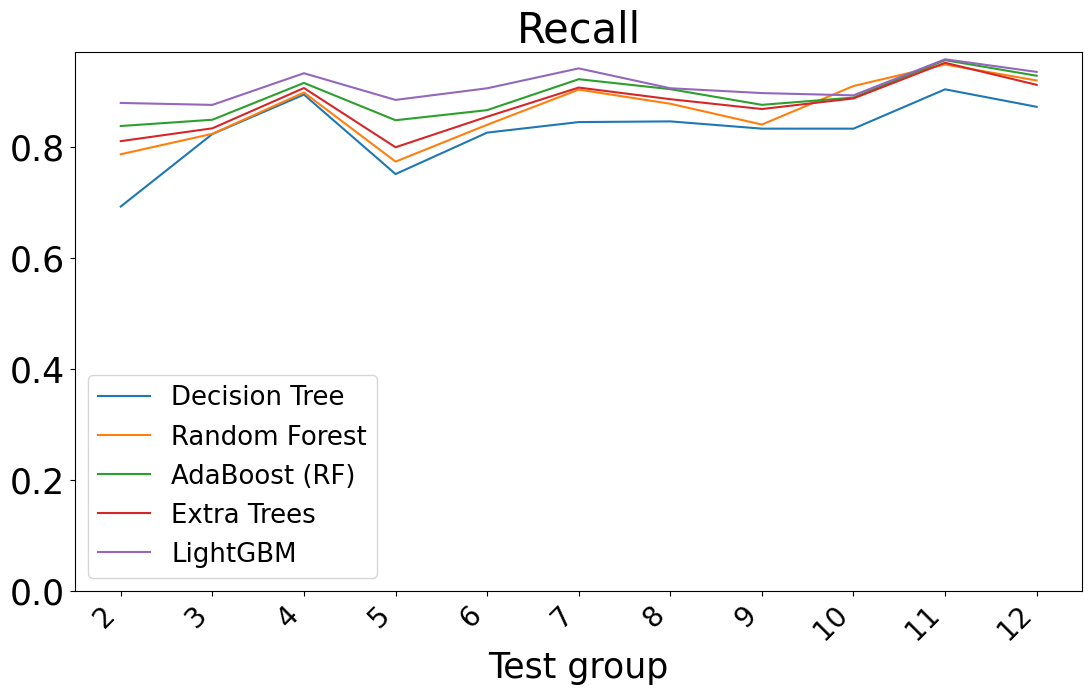 Recall
0.8
0.6
0.4
0.2
0.0
Decision Tree
Random Forest
AdaBoost (RF)
Extra Trees
LightGBM
2 3 4 5 6 7 8 9 10 11 12
Test group